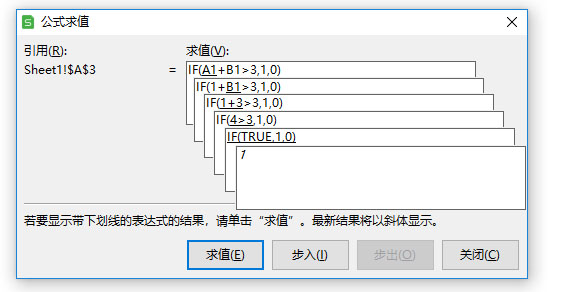 公式求值
引用(R):
求值(V):
Sheet1!$A$3
=
IF(A1+B1>3,1,0)
IF(1+B1>3,1,0)
IF(1+3>3,1,0)
IF(4>3,1,0)
IF(TRUE,1,0)
1
若要显示带下划线的表达式的结果，请单击“求值”。最新结果将以斜体显示。
求值(E)
步入(I)
步出(O)
关闭(C)